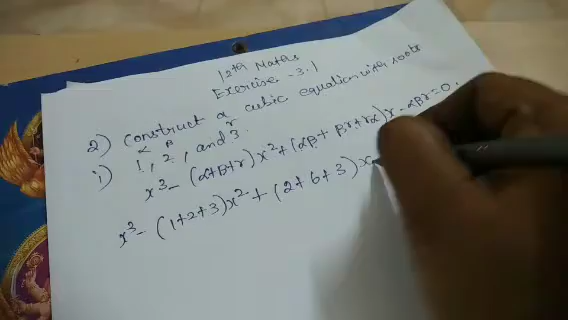 12th Maths
Exercise - 3.1
2) Construct a cubic equation with roots
α β γ
i) 1, 2, and 3.
x³ - (α+β+γ)x² + (αβ + βγ+γα)x - αβγ = 0.
x³ - (1+2+3)x² + (2+6+3)x